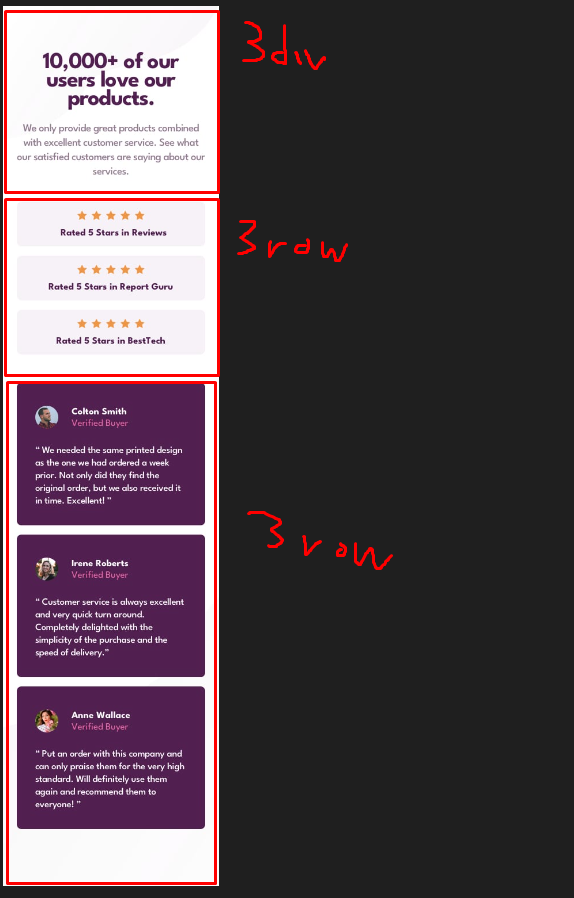 3div
10,000+ of our
users love our
products.
We only provide great products combined
with excellent customer service. See what
our satisfied customers are saying about our
services.
3row
Rated 5 Stars in Reviews
Rated 5 Stars in Report Guru
Rated 5 Stars in BestTech
Colton Smith
Verified Buyer
“ We needed the same printed design
as the one we had ordered a week
prior. Not only did they find the
original order, but we also received it
in time. Excellent! ”
3row
Irene Roberts
Verified Buyer
“ Customer service is always excellent
and very quick turn around.
Completely delighted with the
simplicity of the purchase and the
speed of delivery.”
Anne Wallace
Verified Buyer
“ Put an order with this company and
can only praise them for the very high
standard. Will definitely use them
again and recommend them to
everyone! ”